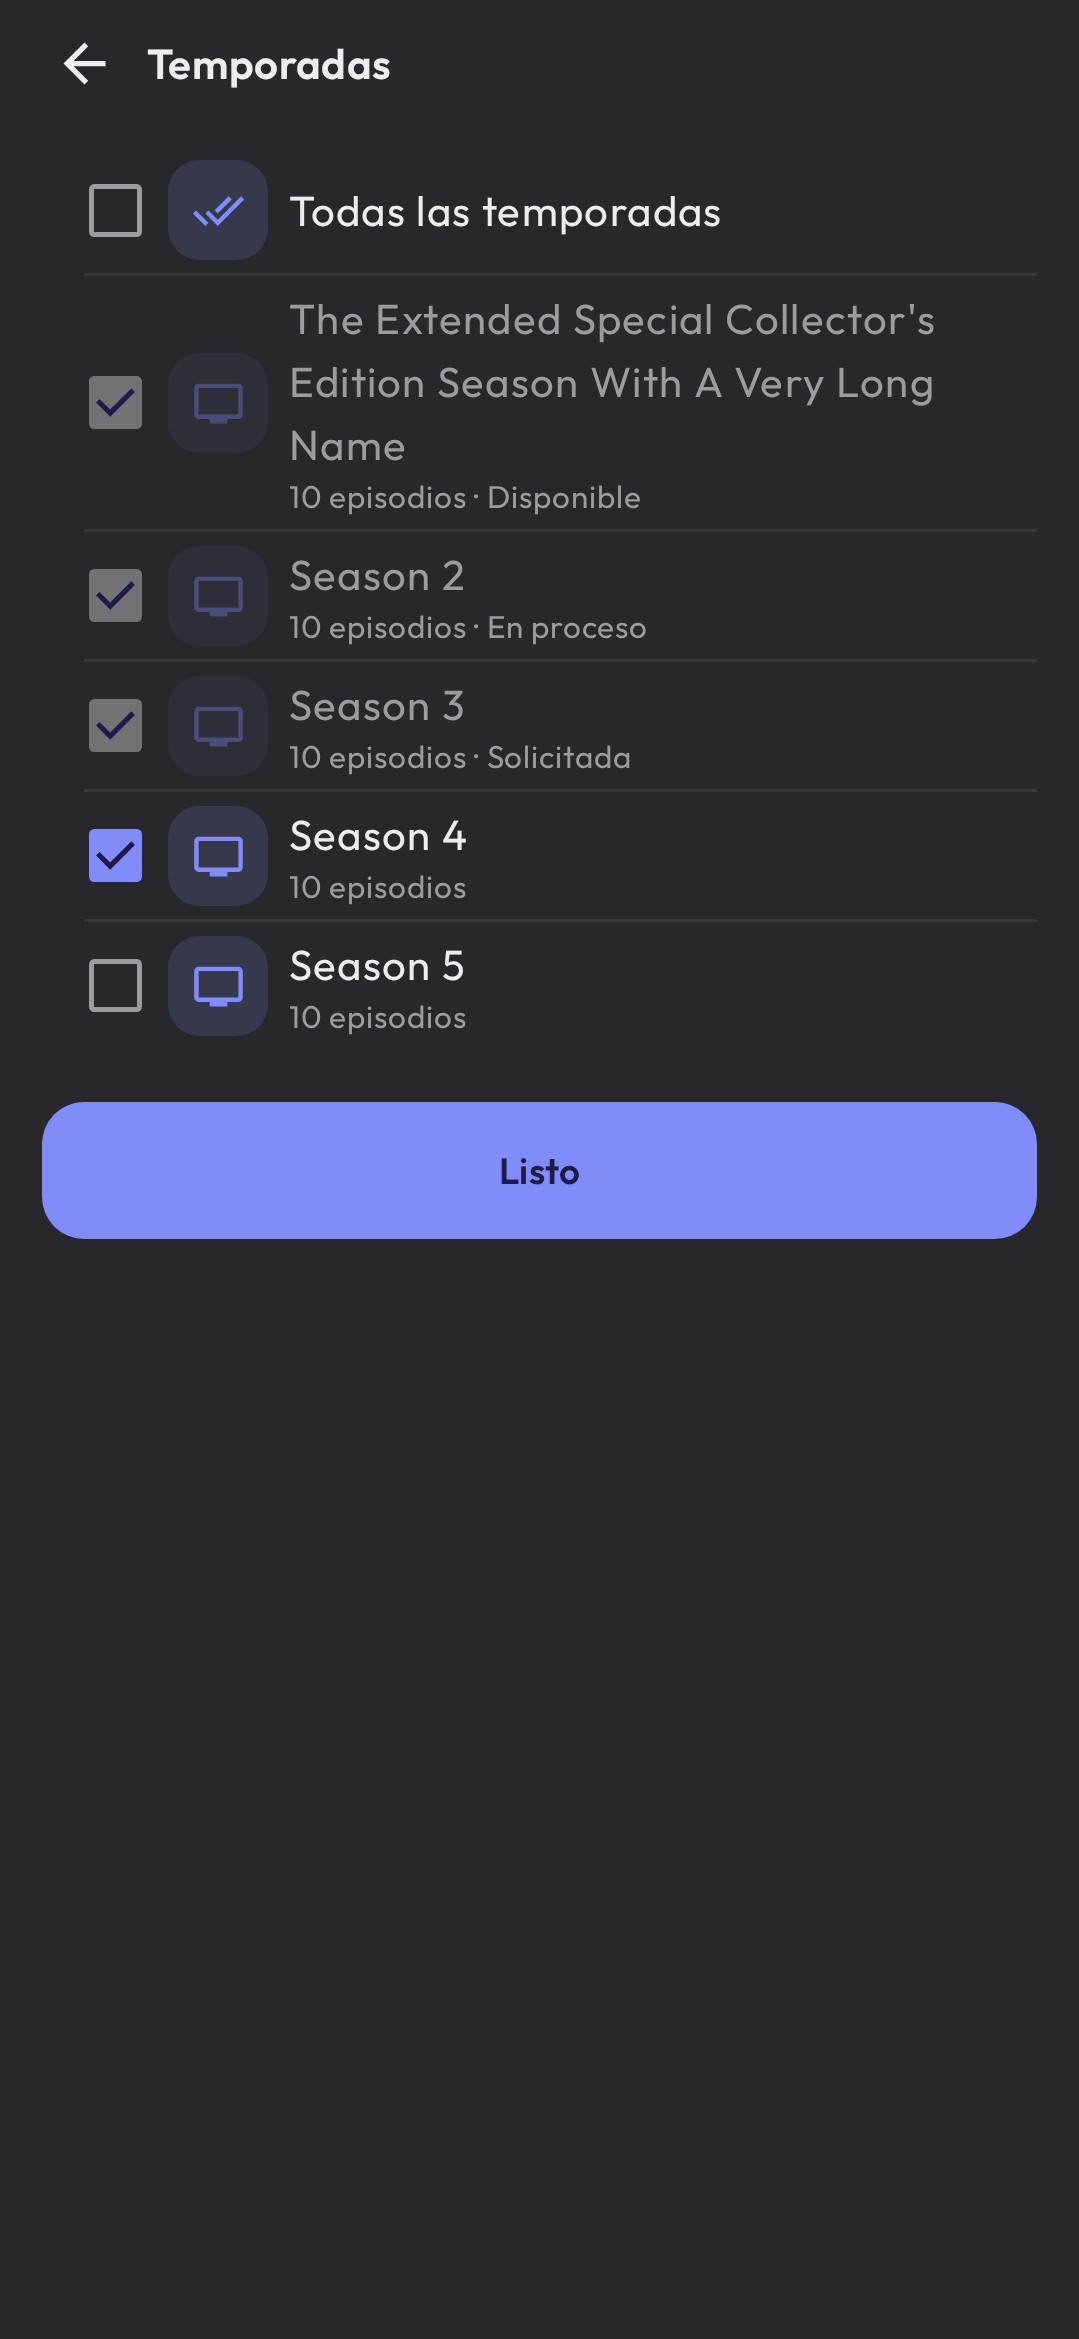 Temporadas
Todas las temporadas
The Extended Special Collector's
Edition Season With A Very Long
Name
10 episodios · Disponible
Season 2
10 episodios · En proceso
Season 3
10 episodios · Solicitada
Season 4
10 episodios
Season 5
10 episodios
Listo